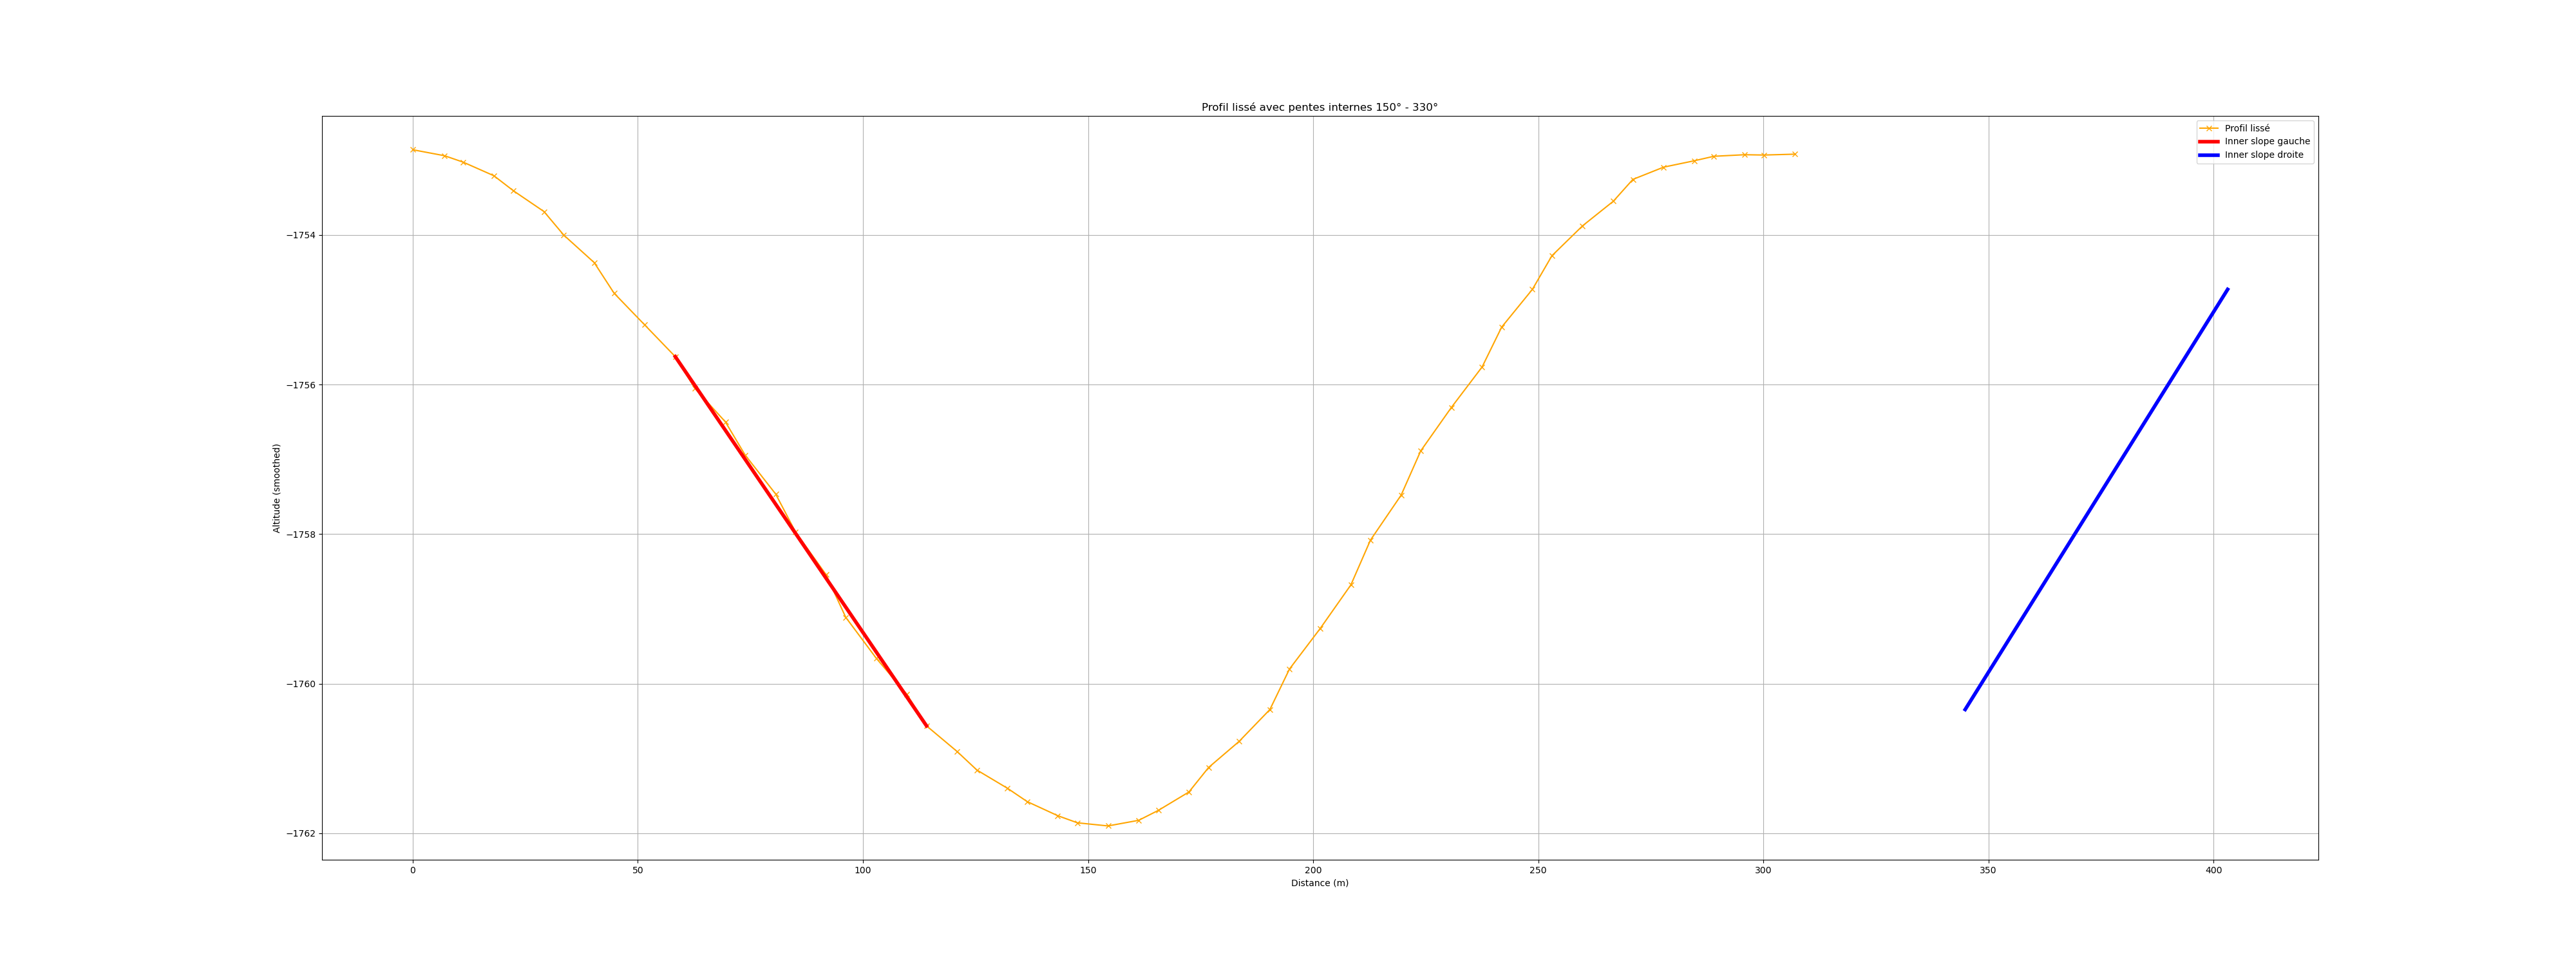 Profil lissé avec pentes internes 150° - 330°
Profil lissé
Inner slope gauche
Inner slope droite
Altitude (smoothed)
−1754
−1756
−1758
−1760
−1762
0 50 100 150 200 250 300 350 400
Distance (m)